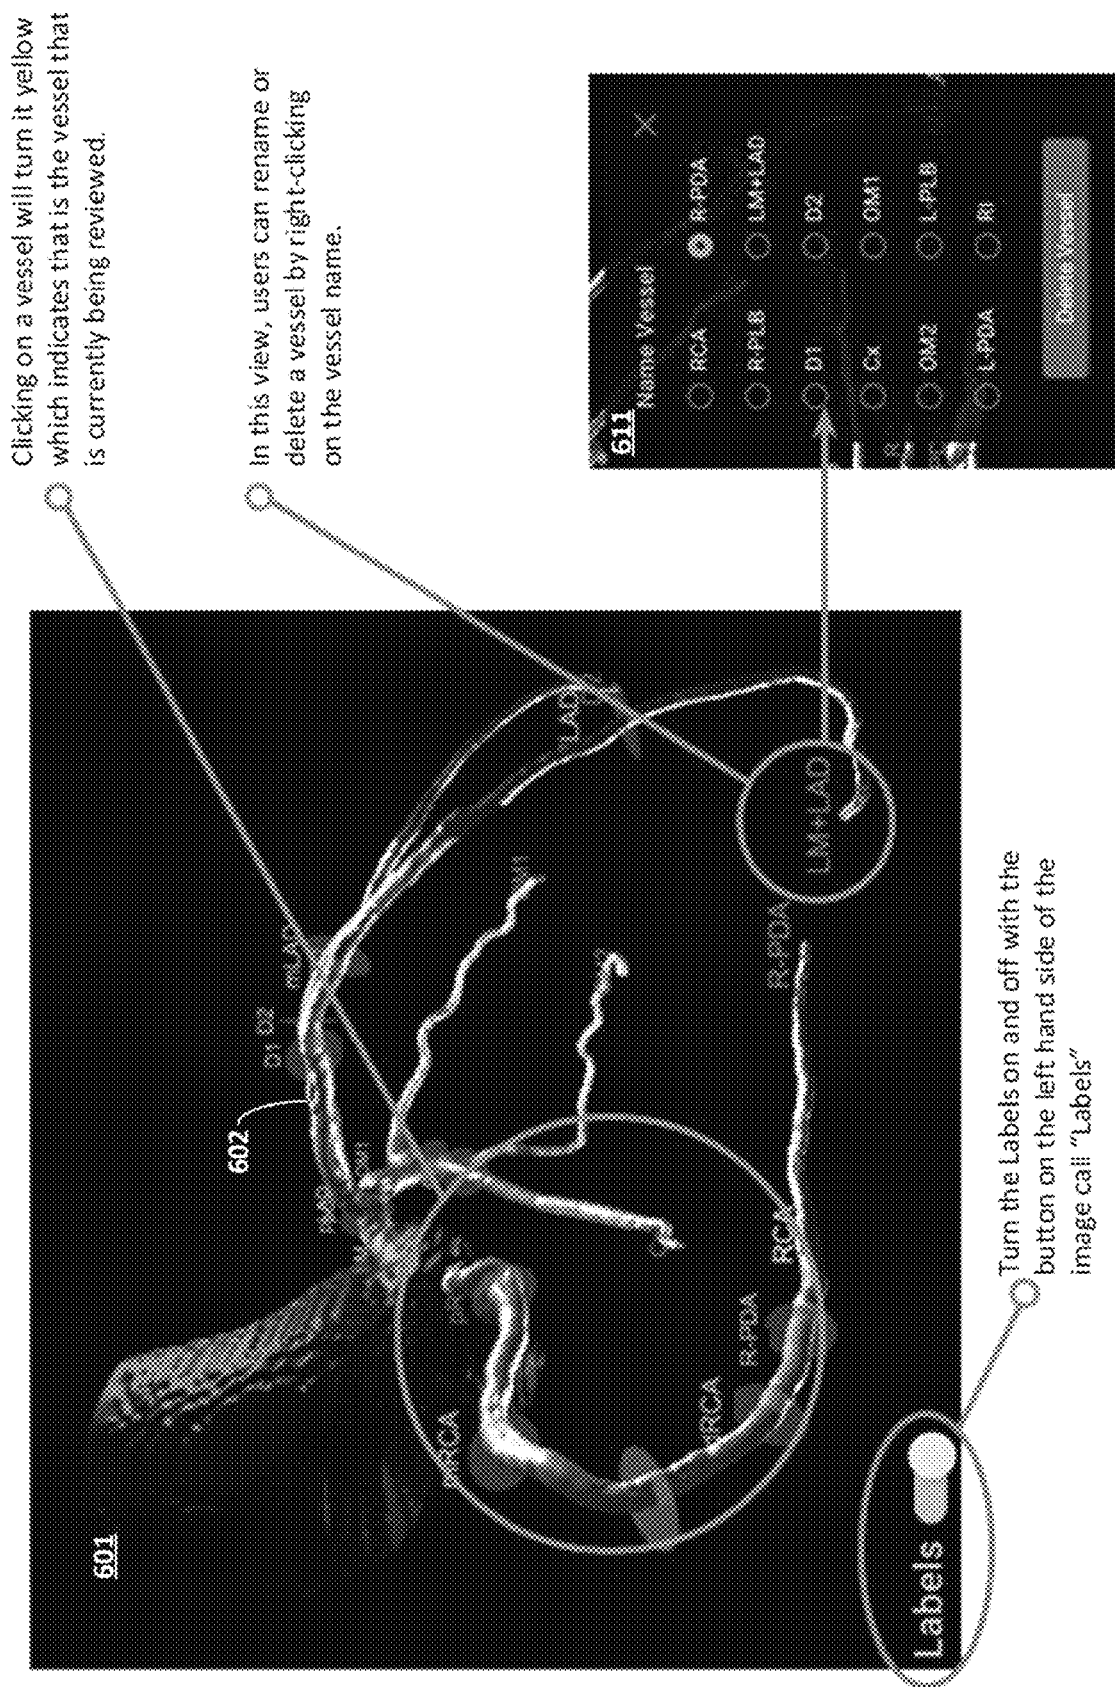 Clicking on a vessel will turn it yellow
which indicates that is the vessel that
is currently being reviewed.
In this view, users can rename or
delete a vessel by right-clicking
on the vessel name.
601
602
D1 D2
mLAD
R-PDA
LM+LAD
RCA
R-PDA
Labels
Turn the Labels on and off with the
button on the left hand side of the
image call "Labels"
611
Name Vessel
RCA R-PDA
R-PLB LM+LAD
D1 D2
Cx OM1
OM2 L-PLB
L-PDA RI
Delete Vessel